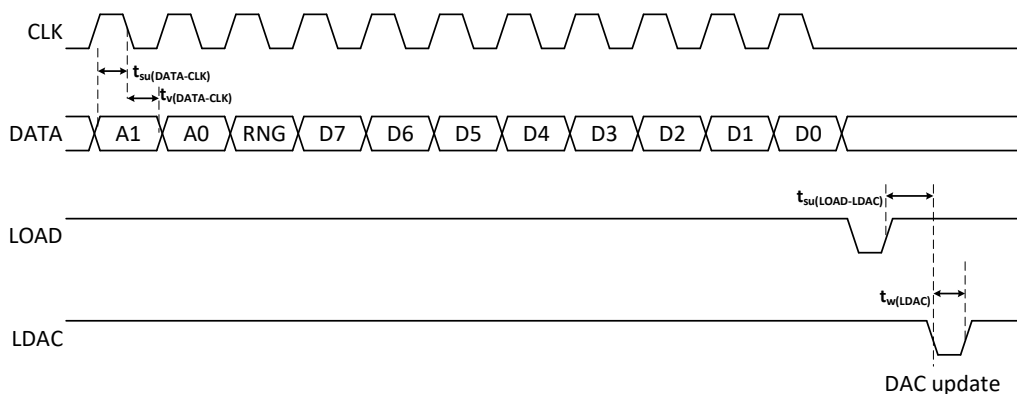 CLK
tsu(DATA-CLK)
tv(DATA-CLK)
DATA A1 A0 RNG D7 D6 D5 D4 D3 D2 D1 D0
tsu(LOAD-LDAC)
LOAD
tw(LDAC)
LDAC
DAC update